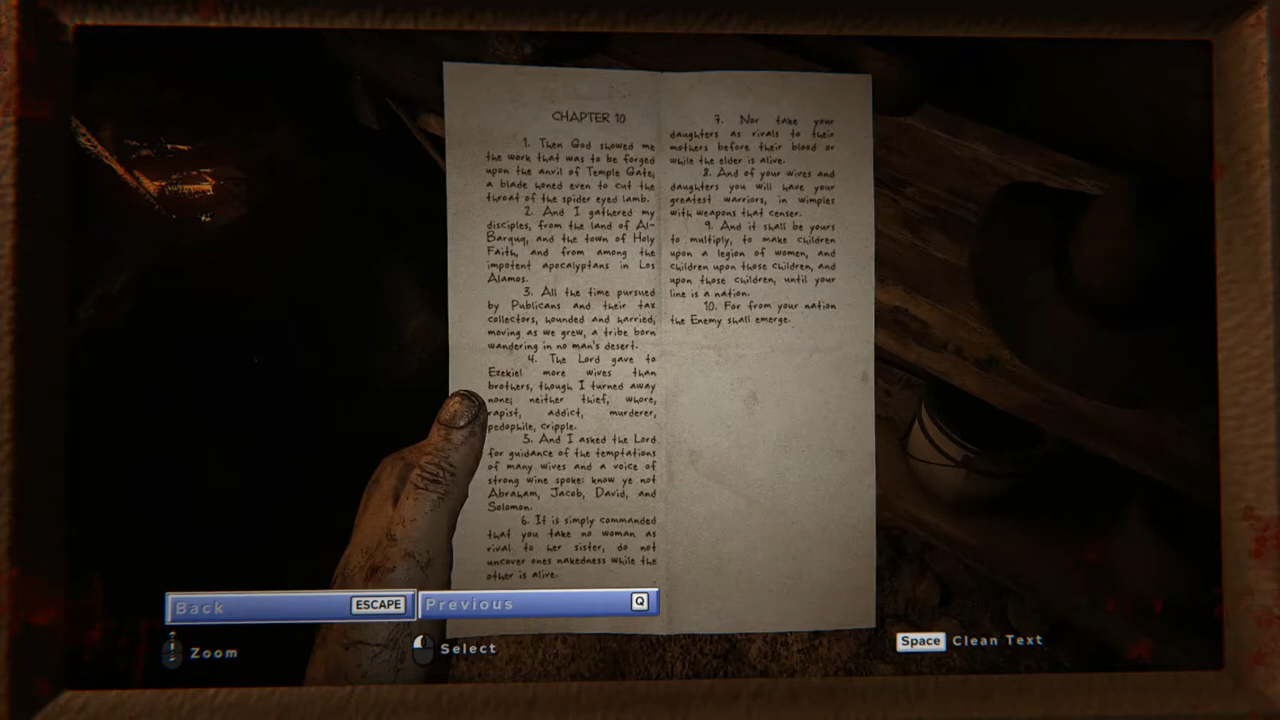 CHAPTER 10
1. Then God showed me
the work that was to be forged
upon the anvil of Temple Gate;
a blade honed even to cut the
throat of the spider eyed lamb.
2. And I gathered my
disciples, from the land of Al-
Barquq, and the town of Holy
Faith, and from among the
impotent apocalyptans in Los
Alamos.
3. All the time pursued
by Publicans and their tax
collectors, hounded and harried,
moving as we grew, a tribe born
wandering in no man's desert.
4. The Lord gave to
Ezekiel more wives than
brothers, though I turned away
none; neither thief, whore,
rapist, addict, murderer,
pedophile, cripple.
5. And I asked the Lord
for guidance of the temptations
of many wives and a voice of
strong wine spoke: know ye not
Abraham, Jacob, David, and
Solomon.
6. It is simply commanded
that you take no woman as
rival to her sister, do not
uncover ones nakedness while the
other is alive.
7. Nor take your
daughters as rivals to their
mothers before their blood or
while the elder is alive.
8. And of your wives and
daughters you will have your
greatest warriors, in wimples
with weapons that censer.
9. And it shall be yours
to multiply, to make children
upon a legion of women, and
children upon those children, and
upon those children, until your
line is a nation.
10. For from your nation
the Enemy shall emerge.
Back ESCAPE
Previous Q
Zoom
Select
Space Clean Text